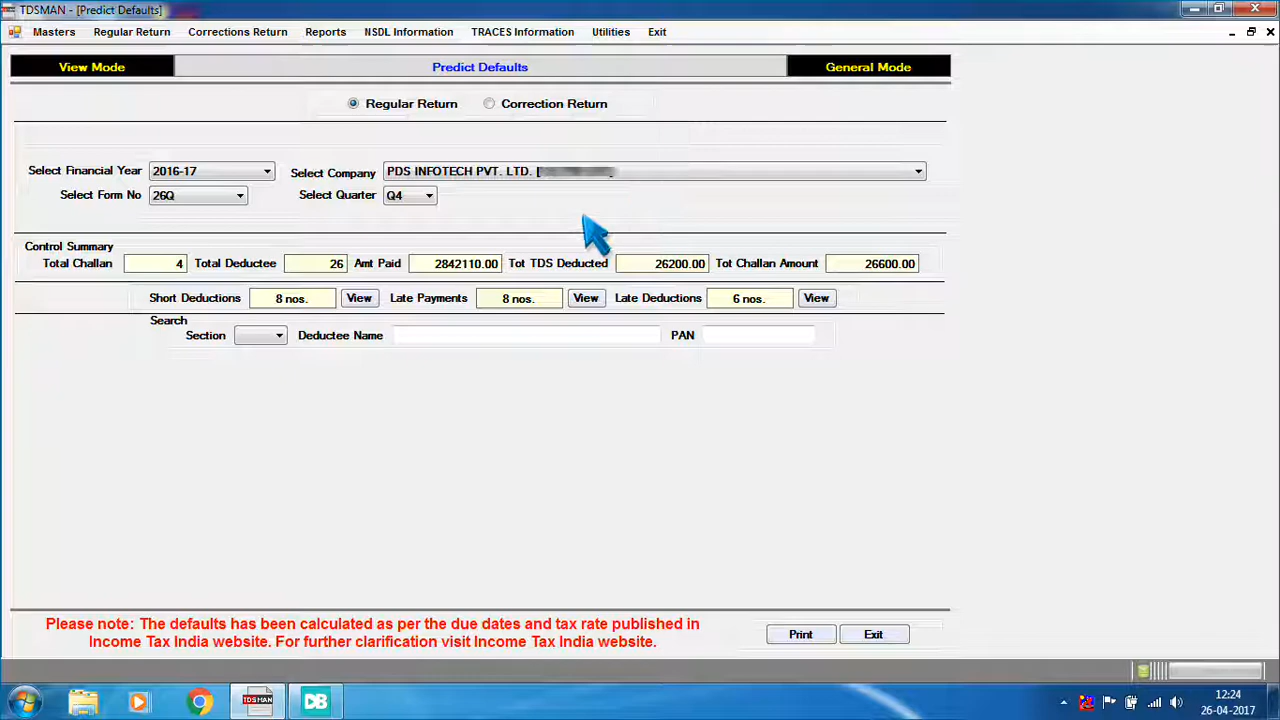 TDSMAN - [Predict Defaults]
Masters Regular Return Corrections Return Reports NSDL Information TRACES Information Utilities Exit
View Mode Predict Defaults General Mode
Regular Return Correction Return
Select Financial Year 2016-17 Select Company PDS INFOTECH PVT. LTD. [
Select Form No 26Q Select Quarter Q4
Control Summary
Total Challan 4 Total Deductee 26 Amt Paid 2842110.00 Tot TDS Deducted 26200.00 Tot Challan Amount 26600.00
Short Deductions 8 nos. View Late Payments 8 nos. View Late Deductions 6 nos. View
Search
Section Deductee Name PAN
Please note: The defaults has been calculated as per the due dates and tax rate published in
Income Tax India website. For further clarification visit Income Tax India website.
Print Exit
TDSMAN DB
12:24
26-04-2017